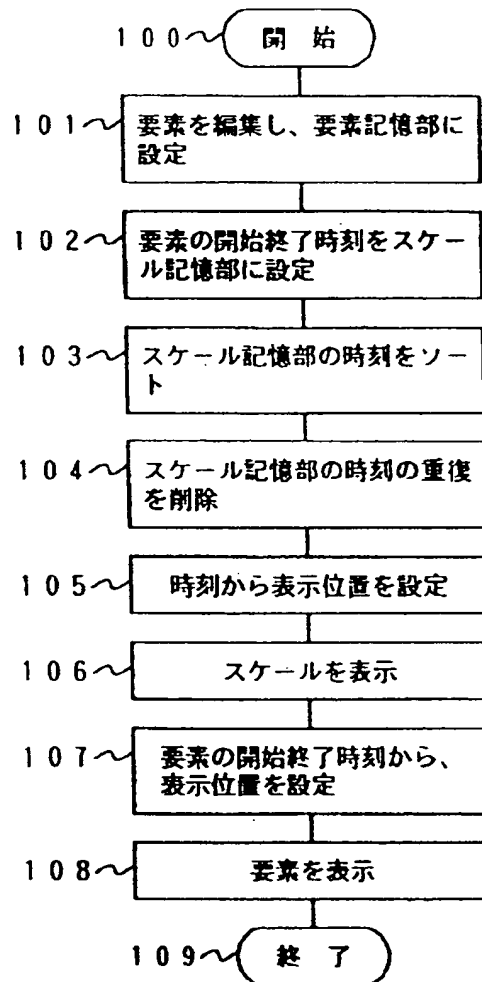 100 開 始
101 要素を編集し、要素記憶部に
設定
102 要素の開始終了時刻をスケー
ル記憶部に設定
103 スケール記憶部の時刻をソー
ト
104 スケール記憶部の時刻の重復
を削除
105 時刻から表示位置を設定
106 スケールを表示
107 要素の開始終了時刻から、
表示位置を設定
108 要素を表示
109 終 了